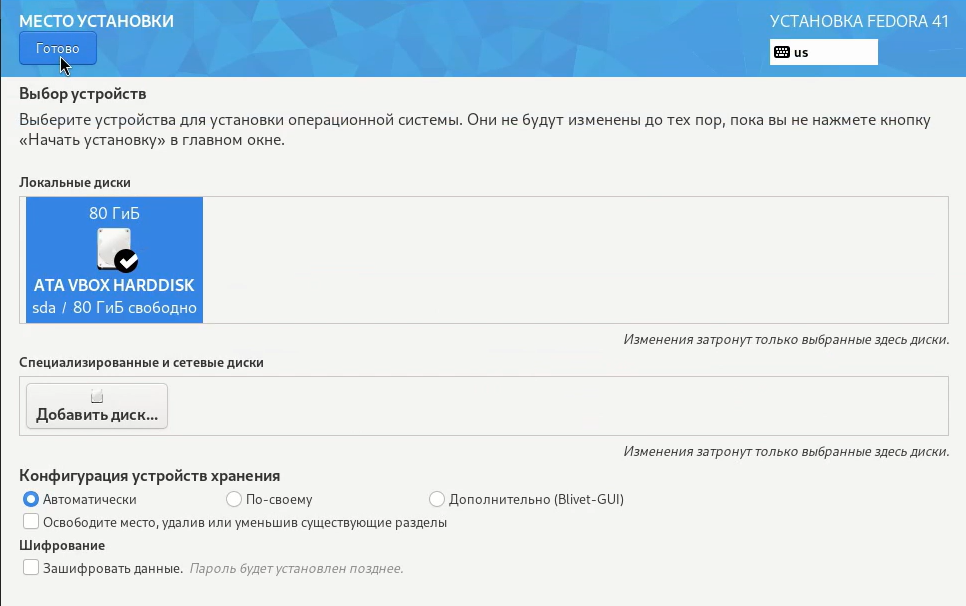 МЕСТО УСТАНОВКИ
УСТАНОВКА FEDORA 41
Готово
us
Выбор устройств
Выберите устройства для установки операционной системы. Они не будут изменены до тех пор, пока вы не нажмете кнопку
«Начать установку» в главном окне.
Локальные диски
80 ГиБ
ATA VBOX HARDDISK
sda / 80 ГиБ свободно
Изменения затронут только выбранные здесь диски.
Специализированные и сетевые диски
Добавить диск...
Изменения затронут только выбранные здесь диски.
Конфигурация устройств хранения
Автоматически
По-своему
Дополнительно (Blivet-GUI)
Освободите место, удалив или уменьшив существующие разделы
Шифрование
Зашифровать данные. Пароль будет установлен позднее.